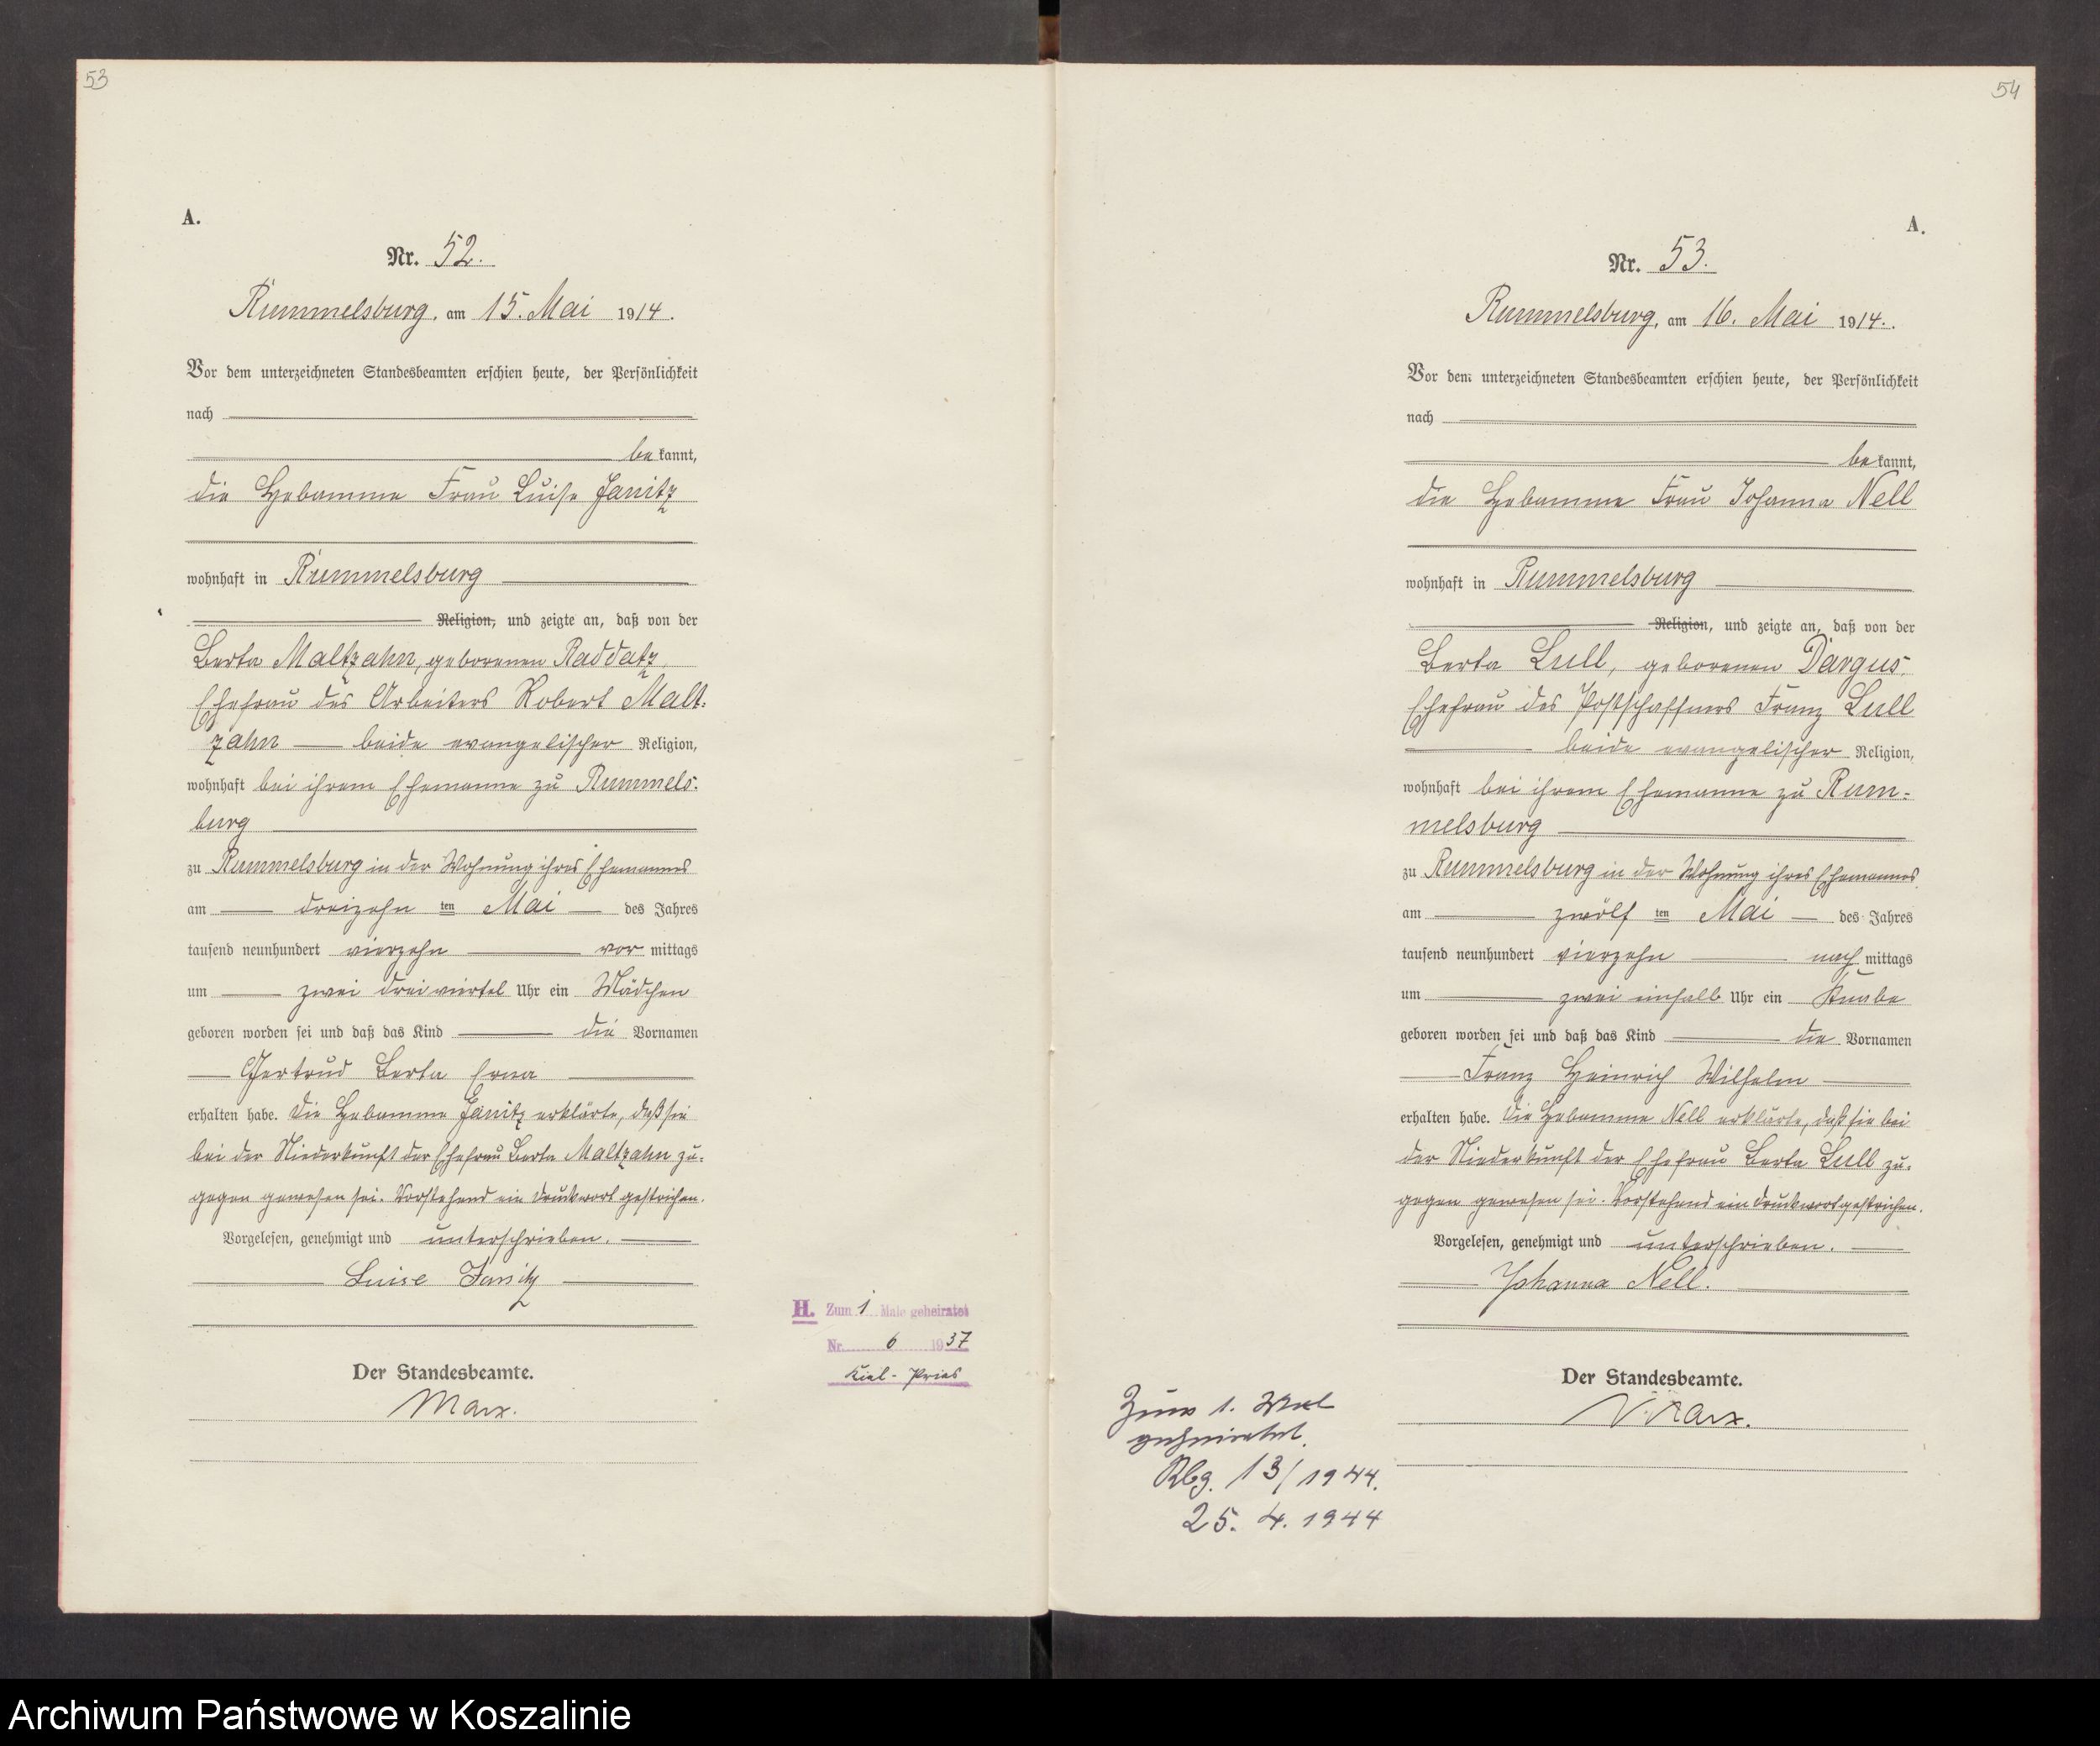 53
A.
Nr. 52.
Rummelsburg, am 15. Mai 1914.
Vor dem unterzeichneten Standesbeamten erschien heute, der Persönlichkeit
nach
bekannt,
die Hebamme Frau Luise Janitz
wohnhaft in Rummelsburg
Religion, und zeigte an, daß von der
Berta Maltzahn, geborenen Raddatz,
Ehefrau des Arbeiters Robert Malt-
zahn beide evangelischer Religion,
wohnhaft bei ihrem Ehemanne zu Rummels-
burg
zu Rummelsburg in der Wohnung ihres Ehemannes
am dreizehnten Mai des Jahres
tausend neunhundert vierzehn vormittags
um zwei dreiviertel Uhr ein Mädchen
geboren worden sei und daß das Kind die Vornamen
Gertrud Berta Erna
erhalten habe. Die Hebamme Janitz erklärte, daß sie
bei der Niederkunft der Ehefrau Berta Maltzahn zu-
gegen gewesen sei. Vorstehend ein Druckwort gestrichen.
Vorgelesen, genehmigt und unterschrieben.
Luise Janitz
Der Standesbeamte.
Marx.
H. Zum 1 Male geheiratet
Nr. 6 1937
Kiel-Pries
54
A.
Nr. 53.
Rummelsburg, am 16. Mai 1914.
Vor dem unterzeichneten Standesbeamten erschien heute, der Persönlichkeit
nach
bekannt,
die Hebamme Frau Johanna Nell
wohnhaft in Rummelsburg
Religion, und zeigte an, daß von der
Berta Lull, geborenen Dargus,
Ehefrau des Postschaffners Franz Lull
beide evangelischer Religion,
wohnhaft bei ihrem Ehemanne zu Rum-
melsburg
zu Rummelsburg in der Wohnung ihres Ehemannes
am zwölften Mai des Jahres
tausend neunhundert vierzehn nachmittags
um zwei einhalb Uhr ein Knabe
geboren worden sei und daß das Kind die Vornamen
Franz Heinrich Wilhelm
erhalten habe. Die Hebamme Nell erklärte, daß sie bei
der Niederkunft der Ehefrau Berta Lull zu-
gegen gewesen sei. Vorstehend ein Druckwort gestrichen.
Vorgelesen, genehmigt und unterschrieben.
Johanna Nell.
Der Standesbeamte.
Marx.
Zum 1. Mal
geheiratet.
Rbg. 13/1944.
25. 4. 1944
Archiwum Państwowe w Koszalinie